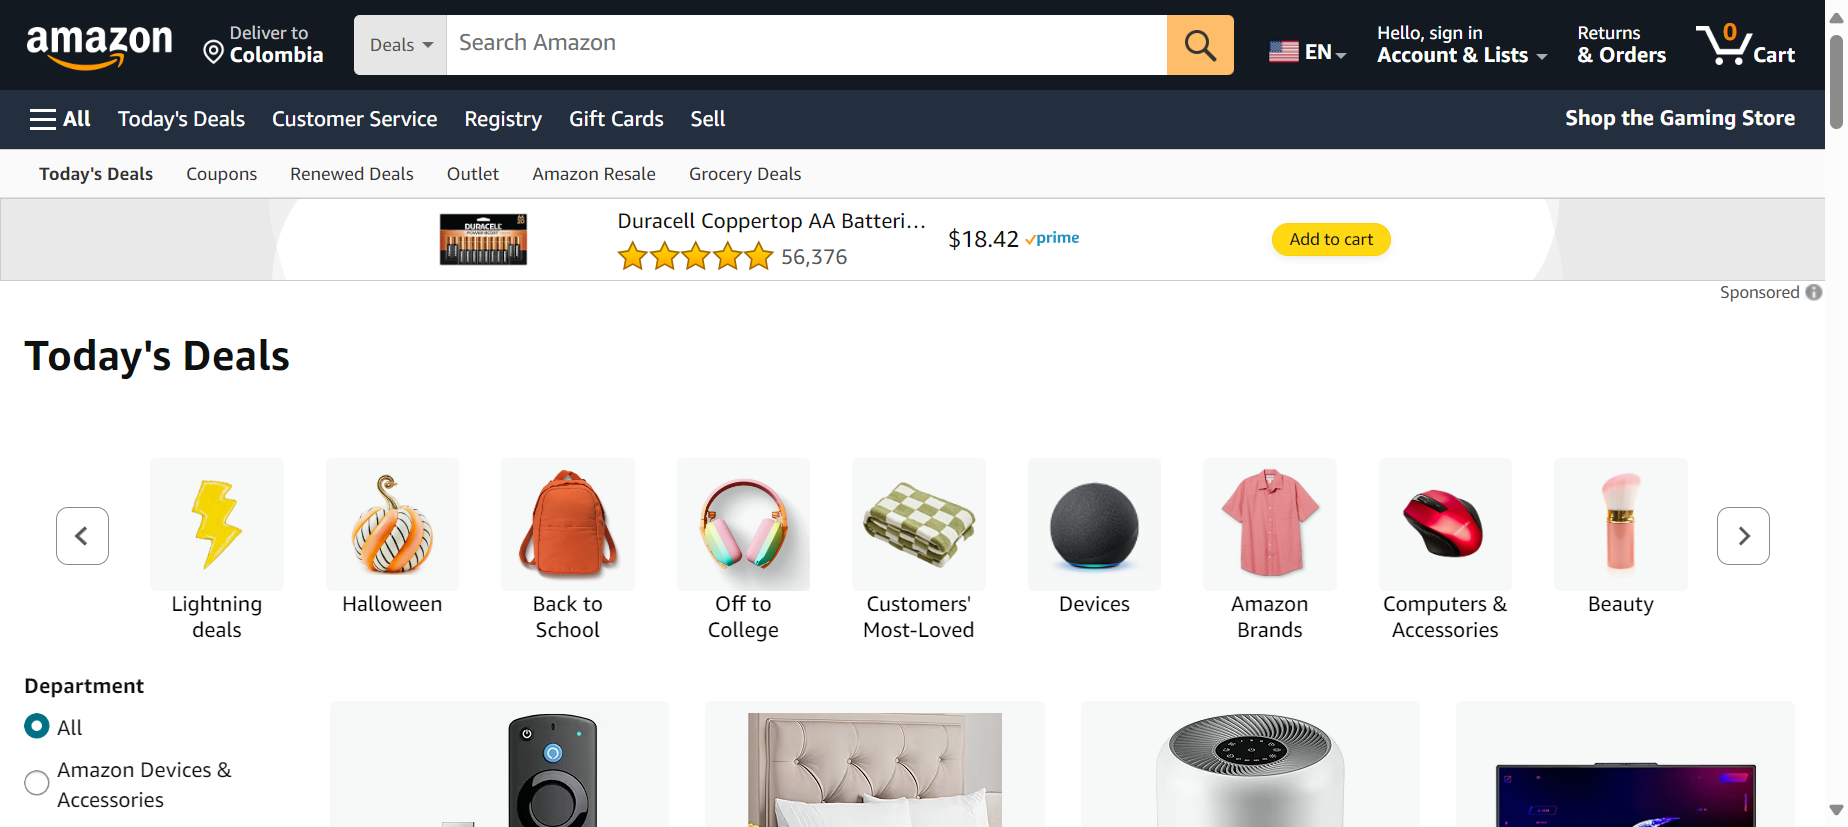 amazon
Deliver to
Colombia
Deals
Search Amazon
EN
Hello, sign in
Account & Lists
Returns
& Orders
0
Cart
All
Today's Deals
Customer Service
Registry
Gift Cards
Sell
Shop the Gaming Store
Today's Deals
Coupons
Renewed Deals
Outlet
Amazon Resale
Grocery Deals
DURACELL
Duracell Coppertop AA Batteri...
56,376
$18.42
prime
Add to cart
Sponsored
Today's Deals
Lightning
deals
Halloween
Back to
School
Off to
College
Customers'
Most-Loved
Devices
Amazon
Brands
Computers &
Accessories
Beauty
Department
All
Amazon Devices &
Accessories